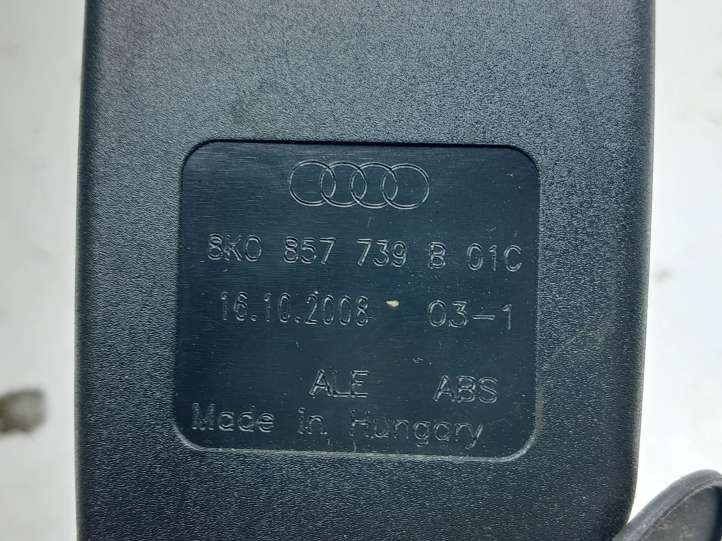 8K0 857 739 B 01C
16.10.2008 03-1
ALE ABS
Made in Hungary